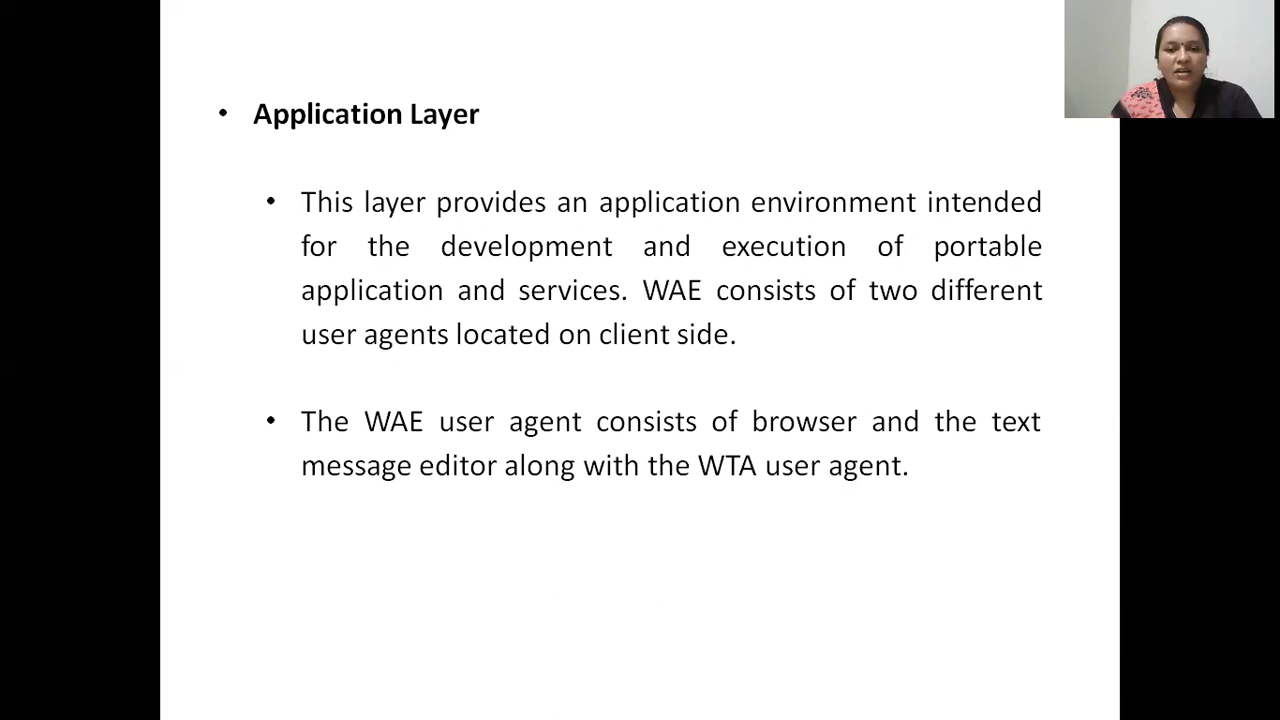 • Application Layer
• This layer provides an application environment intended
for the development and execution of portable
application and services. WAE consists of two different
user agents located on client side.
• The WAE user agent consists of browser and the text
message editor along with the WTA user agent.